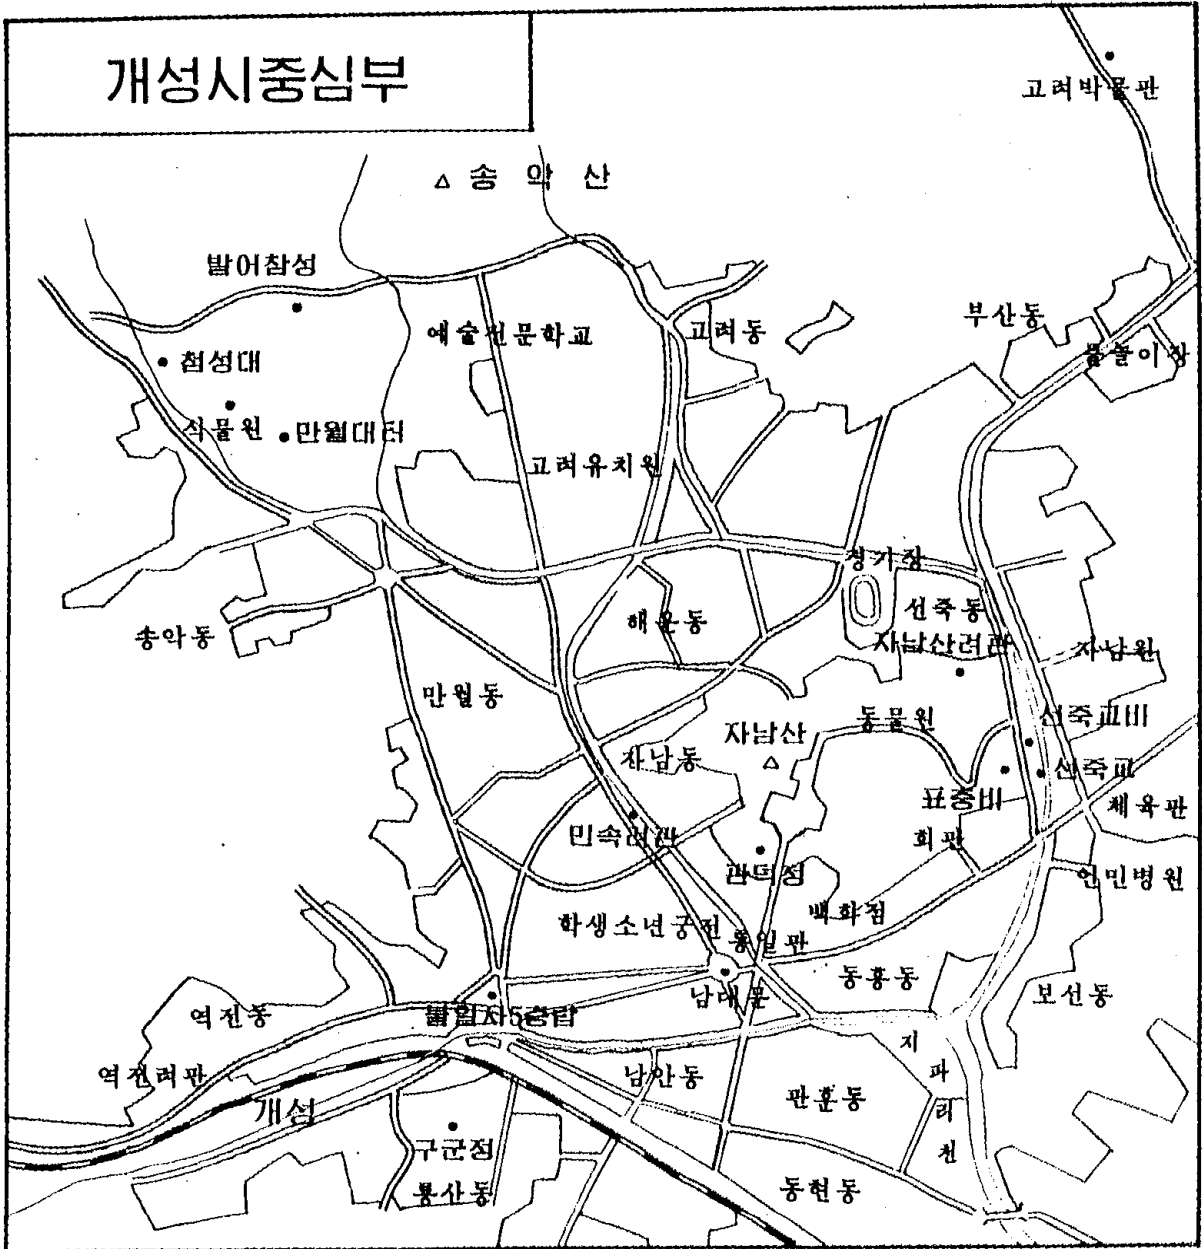 개성시중심부
고려박물관
송악산
발어참성
부산동
예술전문학교
고려동
물놀이장
첨성대
식물원
만월대터
고려유치원
경기장
선죽동
해운동
송악동
자남산려관
자남원
만월동
동물원
선죽교비
자남산
자남동
선죽교
표충비
체육관
민속려관
회관
관덕정
인민병원
백화점
학생소년궁전
통일관
동흥동
남대문
보선동
역전동
불일사5층탑
지파리천
역전려관
남안동
관훈동
개성
구군정
룡산동
동현동